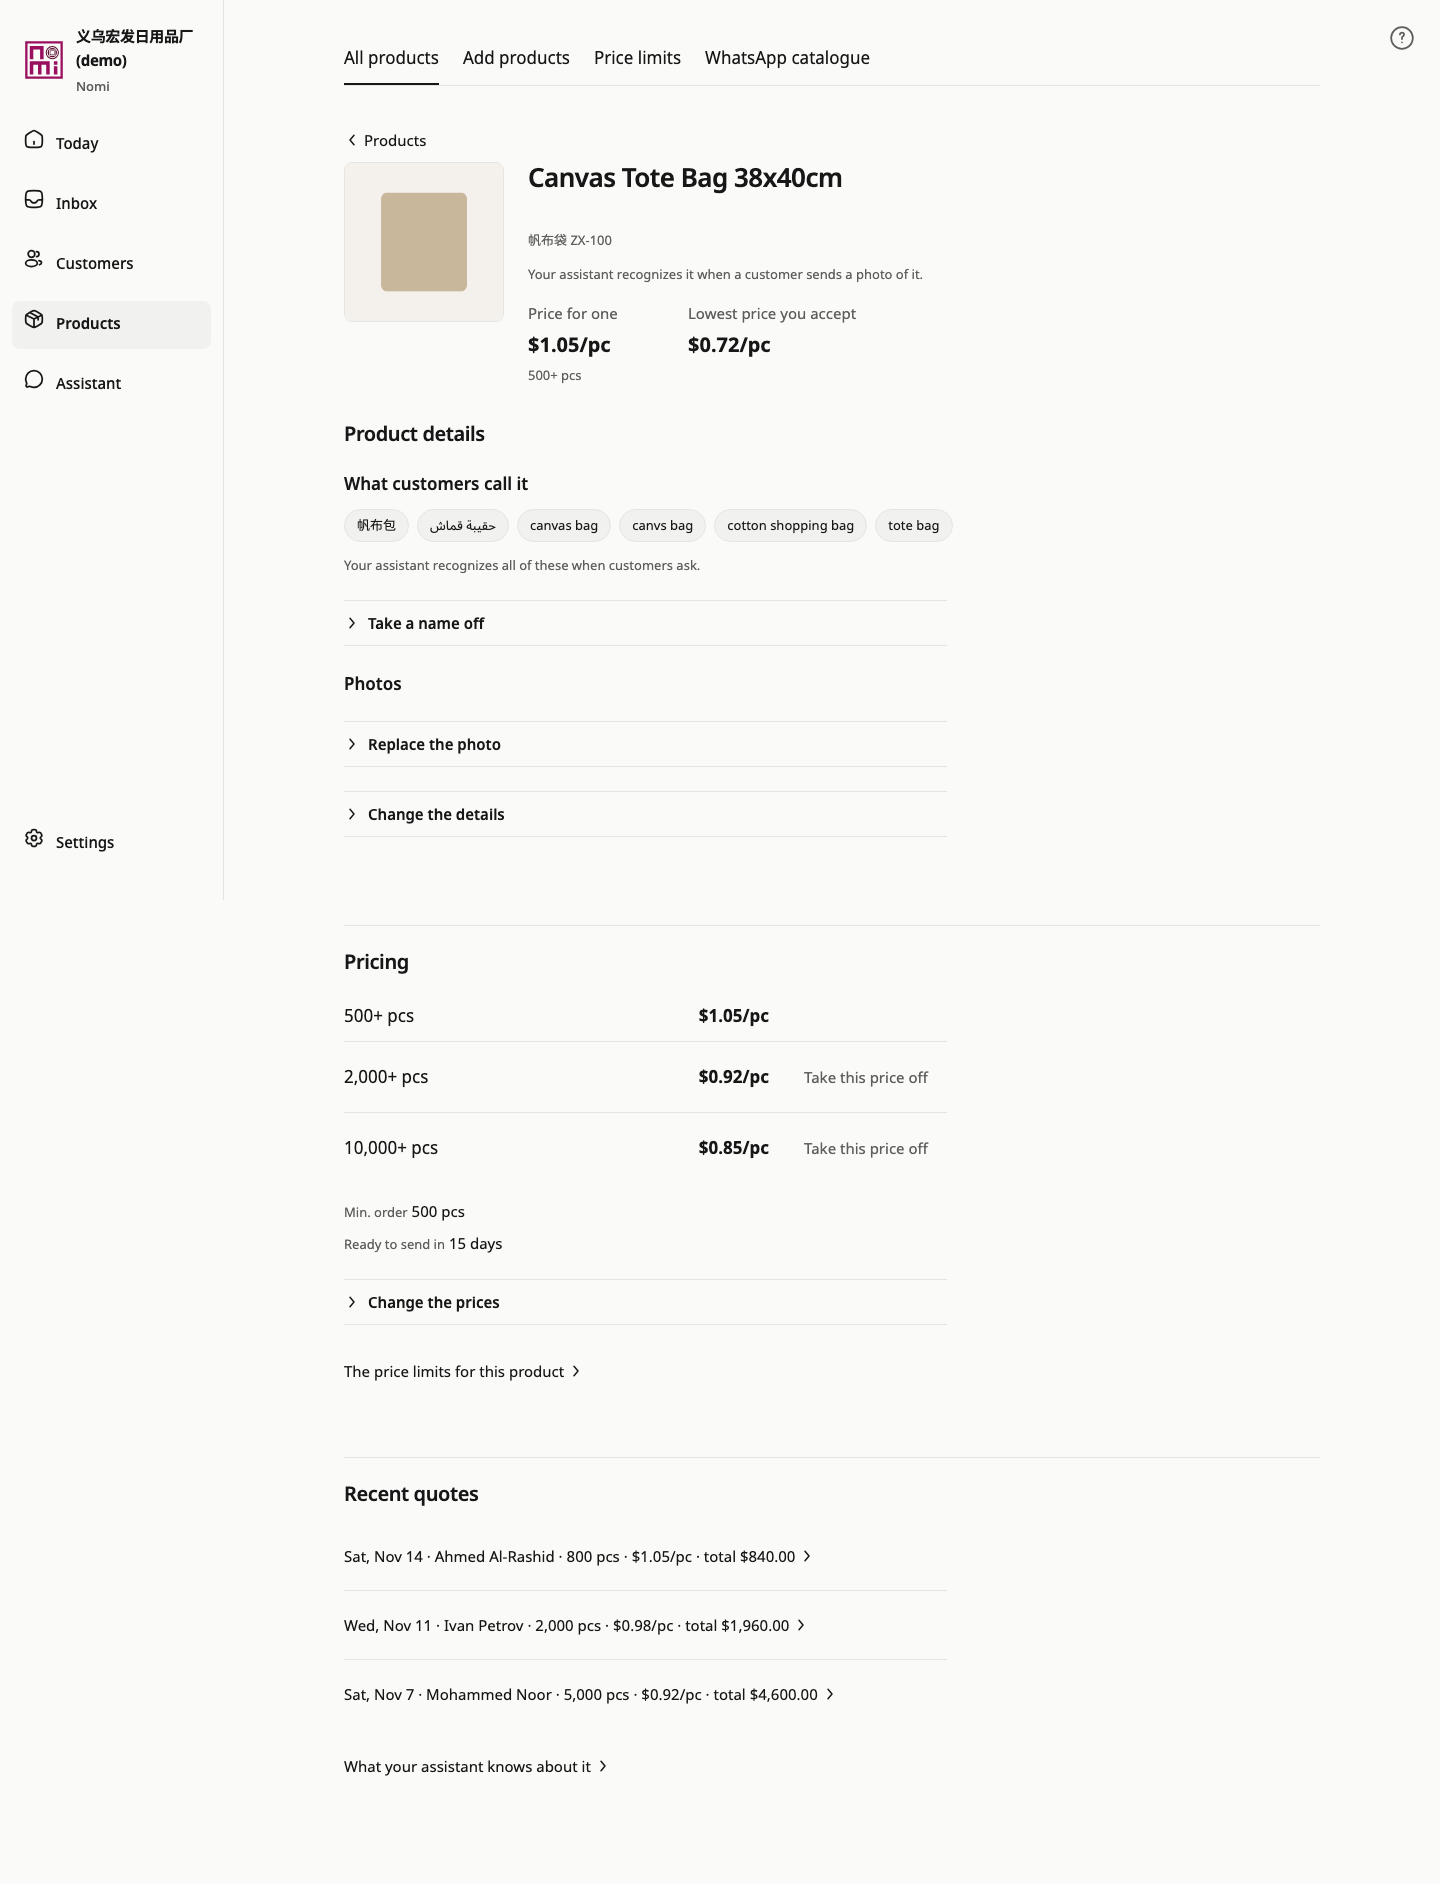 义乌宏发日用品厂
(demo)
Nomi
Today
Inbox
Customers
Products
Assistant
Settings
All products
Add products
Price limits
WhatsApp catalogue
Products
Canvas Tote Bag 38x40cm
帆布袋 ZX-100
Your assistant recognizes it when a customer sends a photo of it.
Price for one
Lowest price you accept
$1.05/pc
$0.72/pc
500+ pcs
Product details
What customers call it
帆布包
حقيبة قماش
canvas bag
canvs bag
cotton shopping bag
tote bag
Your assistant recognizes all of these when customers ask.
Take a name off
Photos
Replace the photo
Change the details
Pricing
500+ pcs $1.05/pc
2,000+ pcs $0.92/pc Take this price off
10,000+ pcs $0.85/pc Take this price off
Min. order 500 pcs
Ready to send in 15 days
Change the prices
The price limits for this product
Recent quotes
Sat, Nov 14 · Ahmed Al-Rashid · 800 pcs · $1.05/pc · total $840.00
Wed, Nov 11 · Ivan Petrov · 2,000 pcs · $0.98/pc · total $1,960.00
Sat, Nov 7 · Mohammed Noor · 5,000 pcs · $0.92/pc · total $4,600.00
What your assistant knows about it